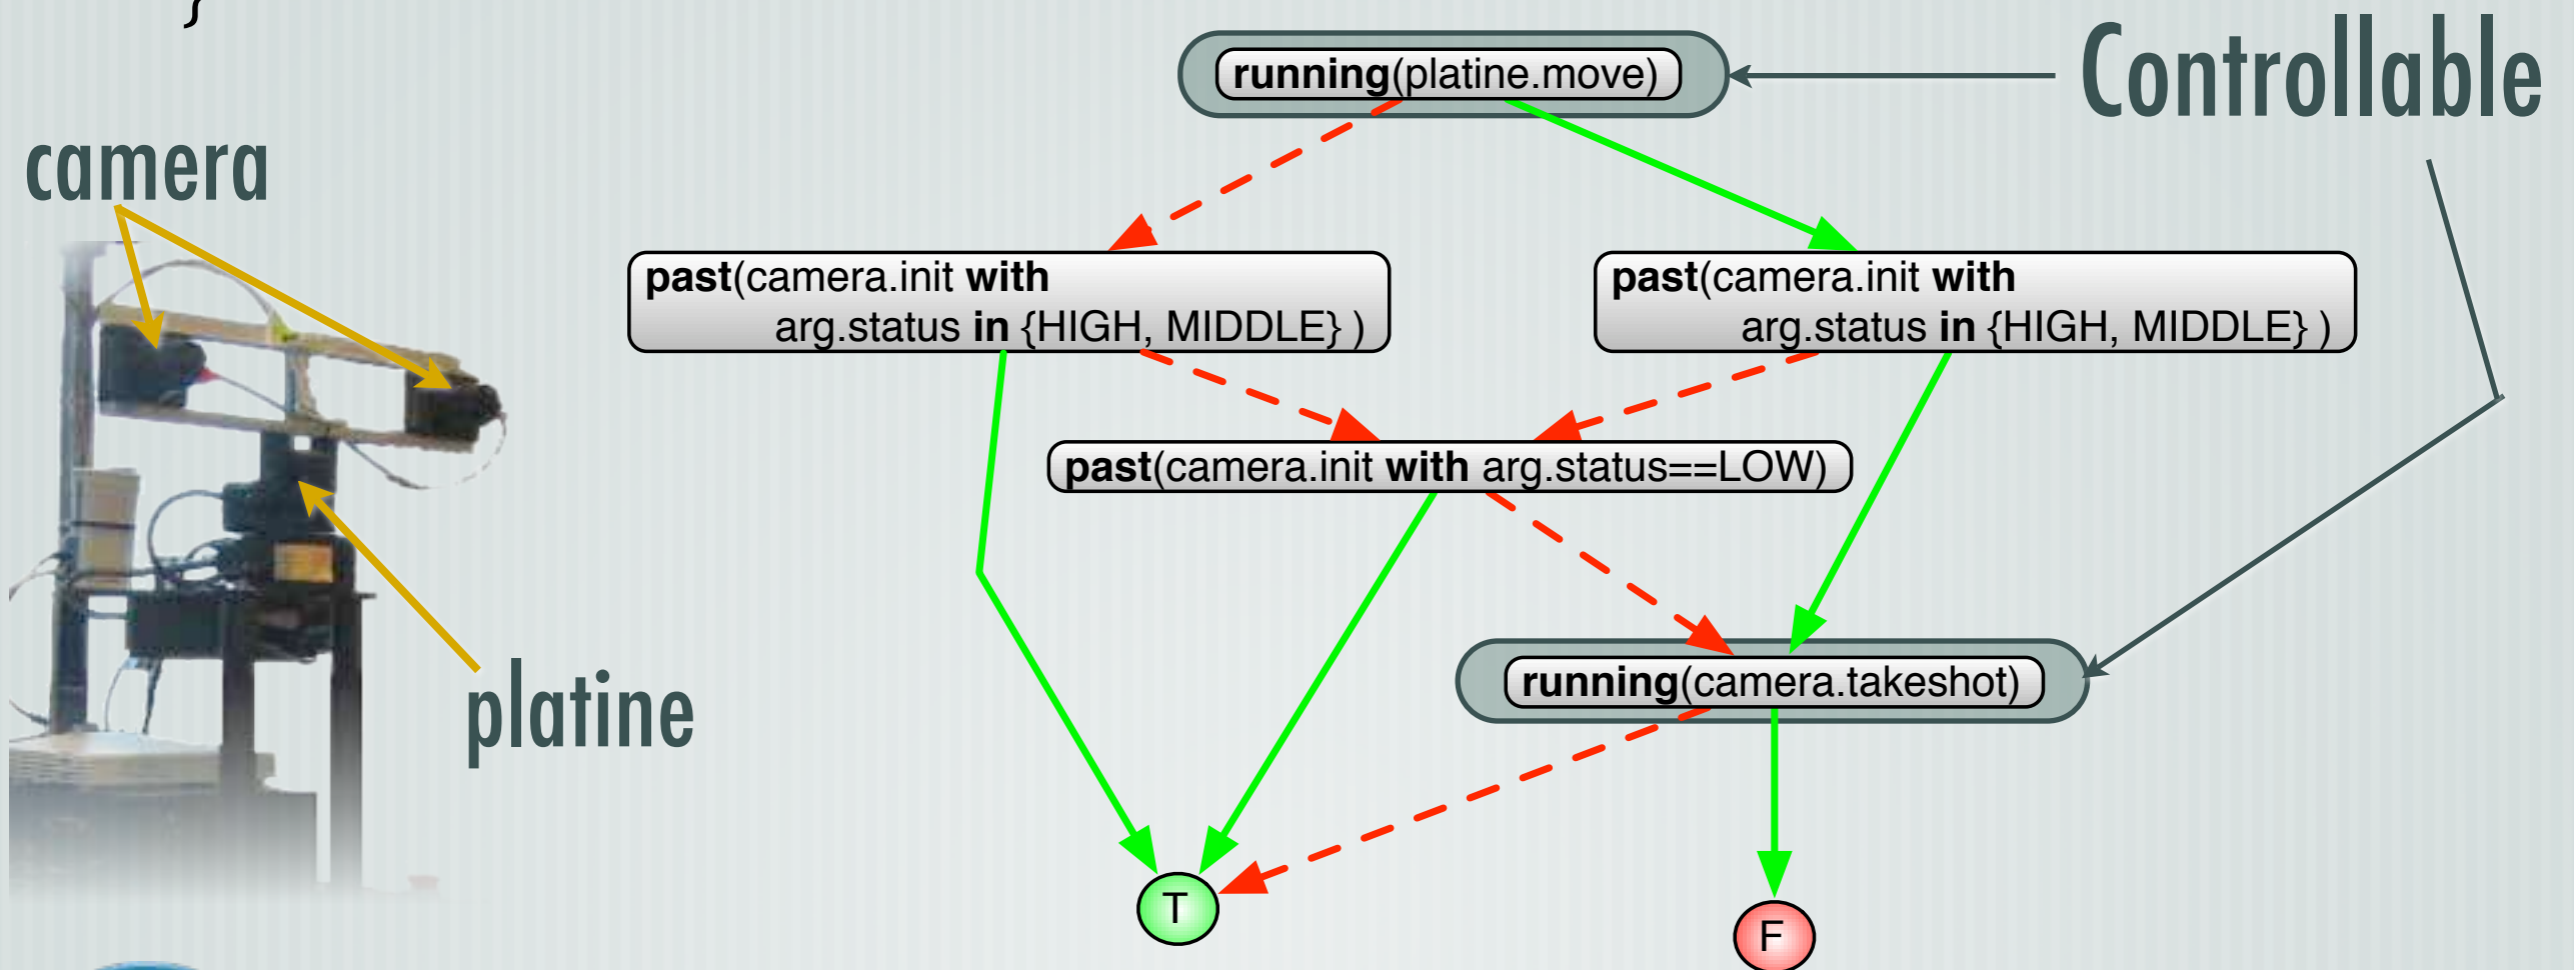 }
running(platine.move)
Controllable
camera
past(camera.init with
arg.status in {HIGH, MIDDLE} )
past(camera.init with
arg.status in {HIGH, MIDDLE} )
past(camera.init with arg.status==LOW)
running(camera.takeshot)
platine
T
F